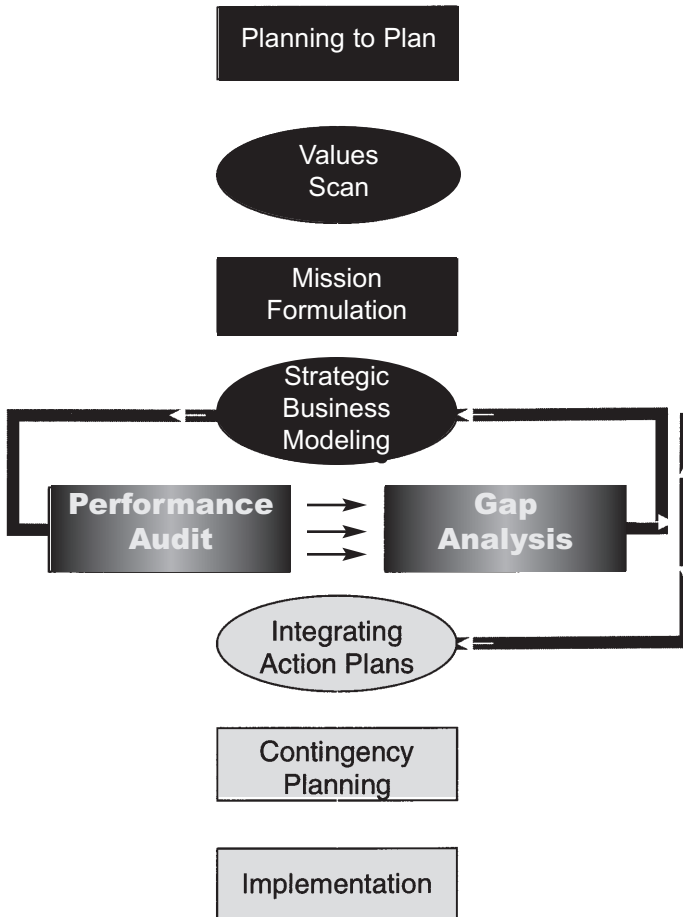 Planning to Plan
Values
Scan
Mission
Formulation
Strategic
Business
Modeling
Performance
Audit
Gap
Analysis
Integrating
Action Plans
Contingency
Planning
Implementation